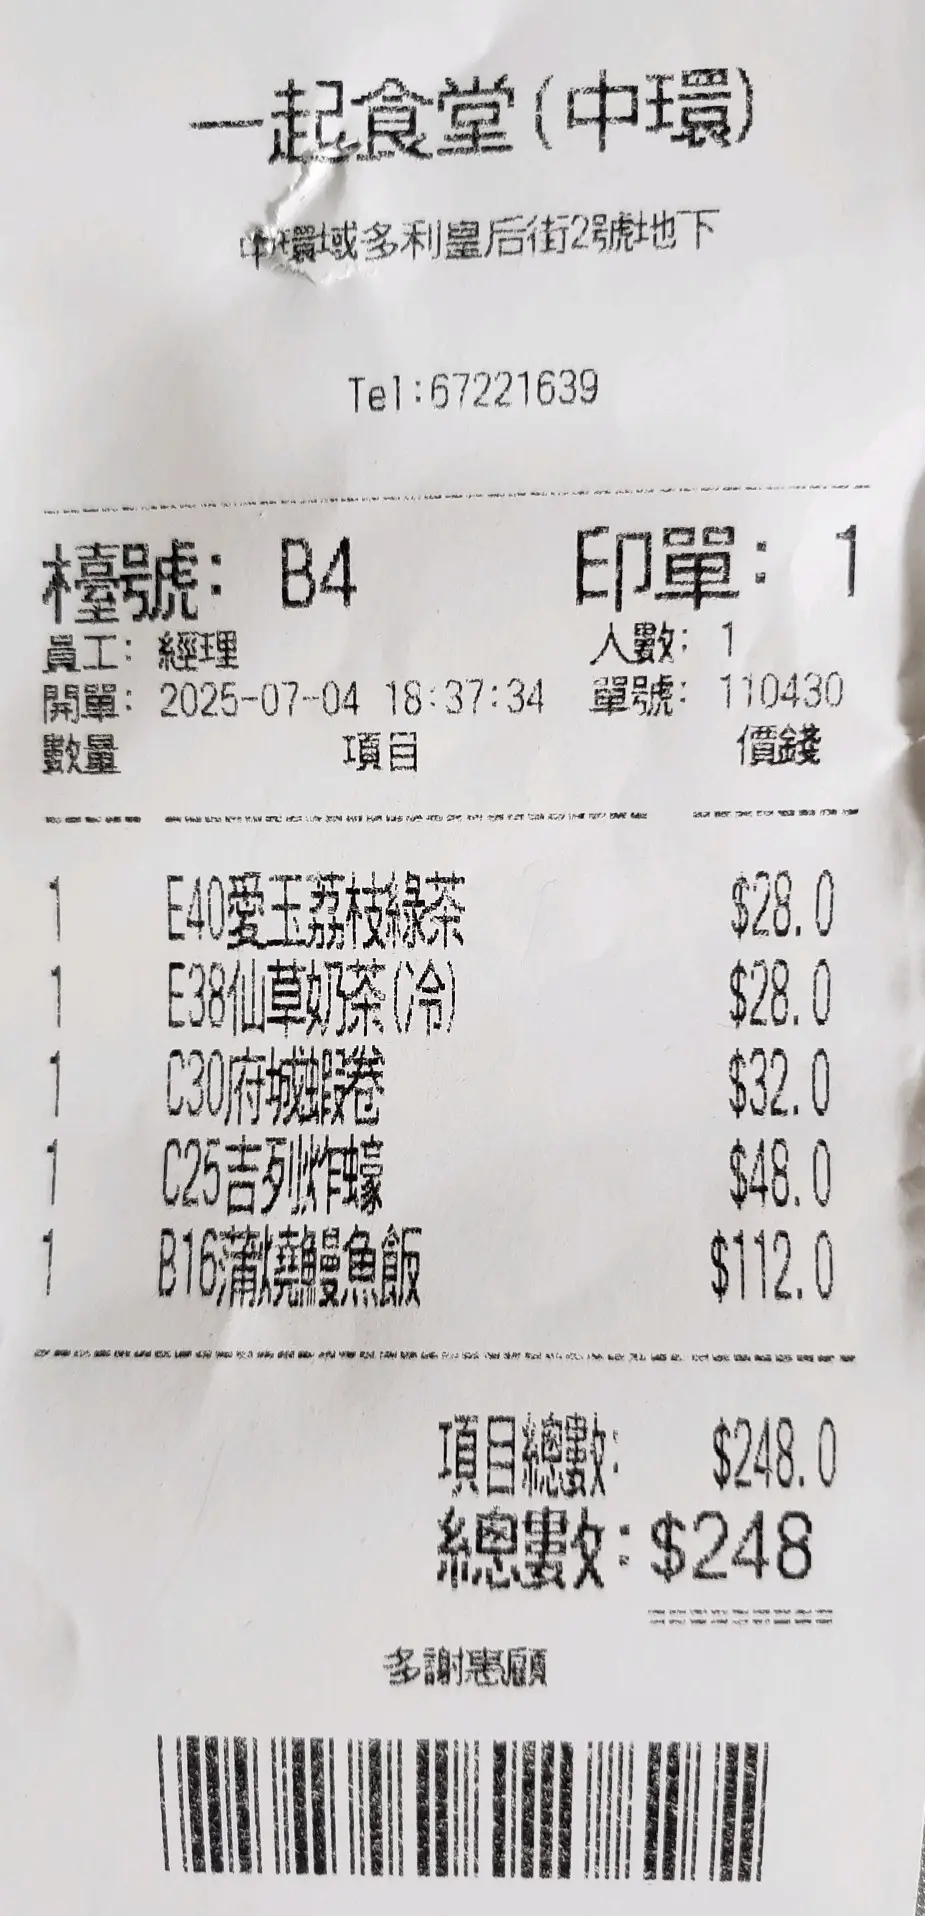 一起食堂(中環)
中環域多利皇后街2號地下
Tel:67221639
檯號: B4 印單: 1
員工: 經理 人數: 1
開單: 2025-07-04 18:37:34 單號: 110430
數量 項目 價錢
1 E40愛玉荔枝綠茶 $28.0
1 E38仙草奶茶(冷) $28.0
1 C30府城蝦卷 $32.0
1 C25吉列炸蠔 $48.0
1 B16蒲燒鰻魚飯 $112.0
項目總數: $248.0
總數:$248
多謝惠顧